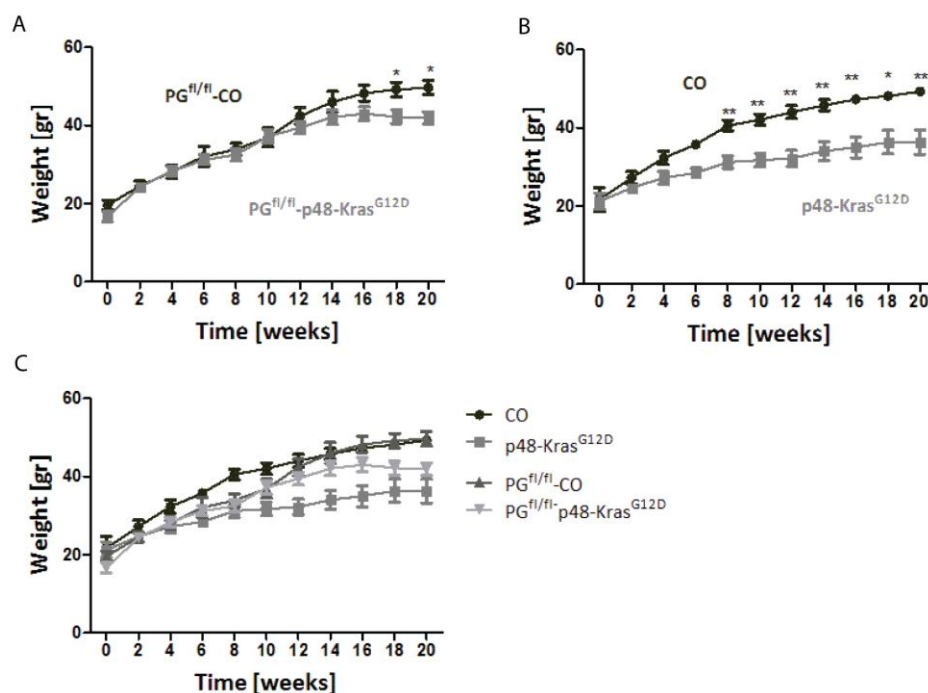 A
Weight [gr]
60
40
20
0
PG^fl/fl-CO
* *
PG^fl/fl-p48-Kras^G12D
0 2 4 6 8 10 12 14 16 18 20
Time [weeks]
B
Weight [gr]
60
40
20
0
CO
** ** ** ** ** * **
p48-Kras^G12D
0 2 4 6 8 10 12 14 16 18 20
Time [weeks]
C
Weight [gr]
60
40
20
0
0 2 4 6 8 10 12 14 16 18 20
Time [weeks]
CO
p48-Kras^G12D
PG^fl/fl-CO
PG^fl/fl-p48-Kras^G12D